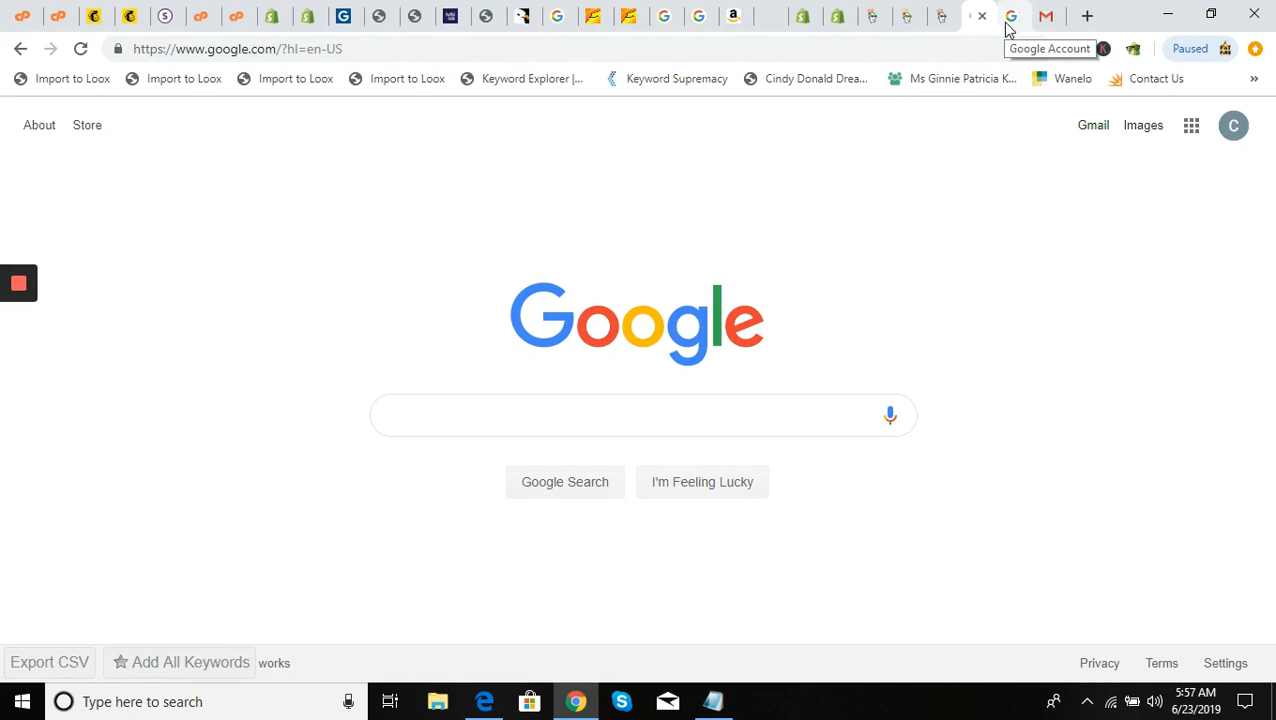 https://www.google.com/?hl=en-US
Google Account
K
Paused
Import to Loox
Import to Loox
Import to Loox
Import to Loox
Keyword Explorer |...
Keyword Supremacy
Cindy Donald Drea...
Ms Ginnie Patricia K...
Wanelo
Contact Us
»
About
Store
Gmail
Images
C
Google
Google Search
I'm Feeling Lucky
Export CSV
Add All Keywords
works
Privacy
Terms
Settings
Type here to search
5:57 AM
6/23/2019